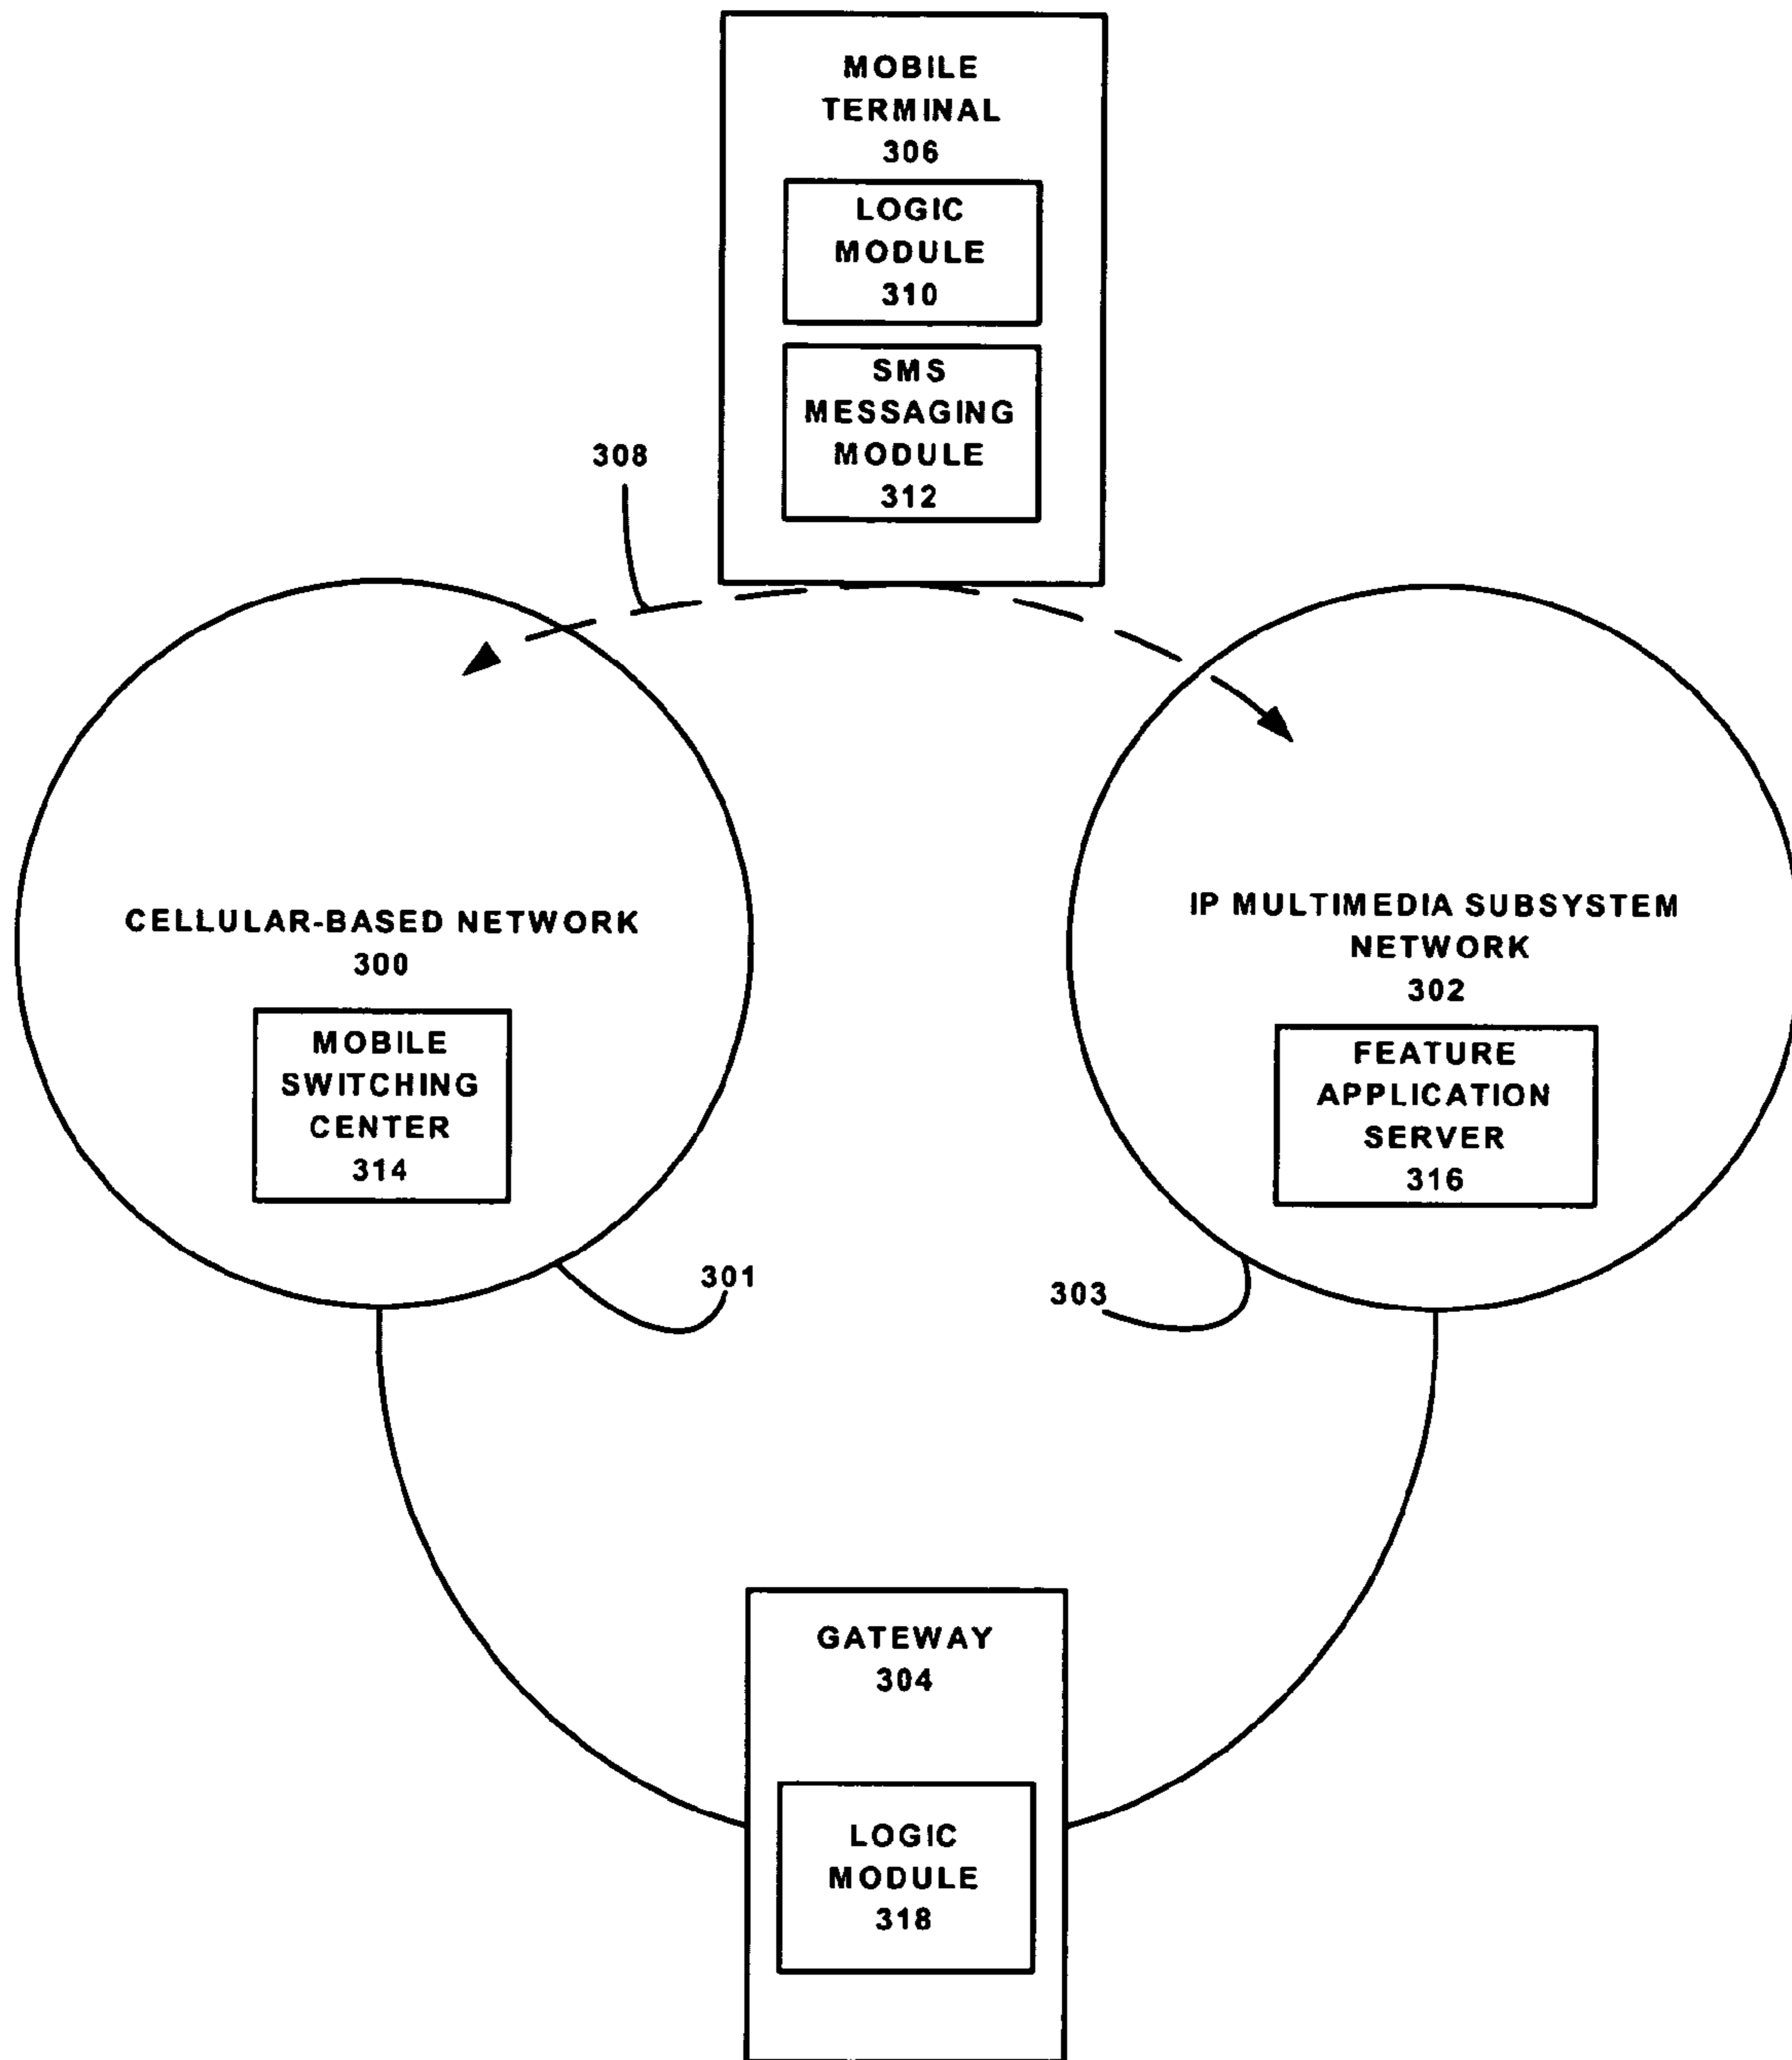 MOBILE
TERMINAL
306
LOGIC
MODULE
310
SMS
MESSAGING
MODULE
312
308
CELLULAR-BASED NETWORK
300
MOBILE
SWITCHING
CENTER
314
IP MULTIMEDIA SUBSYSTEM
NETWORK
302
FEATURE
APPLICATION
SERVER
316
301
303
GATEWAY
304
LOGIC
MODULE
318